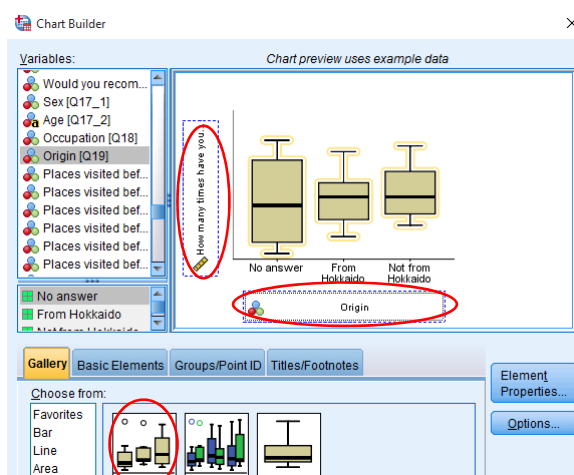 Chart Builder
Variables:
Chart preview uses example data
Would you recom...
Sex [Q17_1]
Age [Q17_2]
Occupation [Q18]
Origin [Q19]
Places visited bef...
Places visited bef...
Places visited bef...
Places visited bef...
Places visited bef...
Places visited bef...
No answer
From Hokkaido
How many times have you...
No answer
From
Hokkaido
Not from
Hokkaido
Origin
Gallery
Basic Elements
Groups/Point ID
Titles/Footnotes
Choose from:
Favorites
Bar
Line
Area
Element
Properties...
Options...